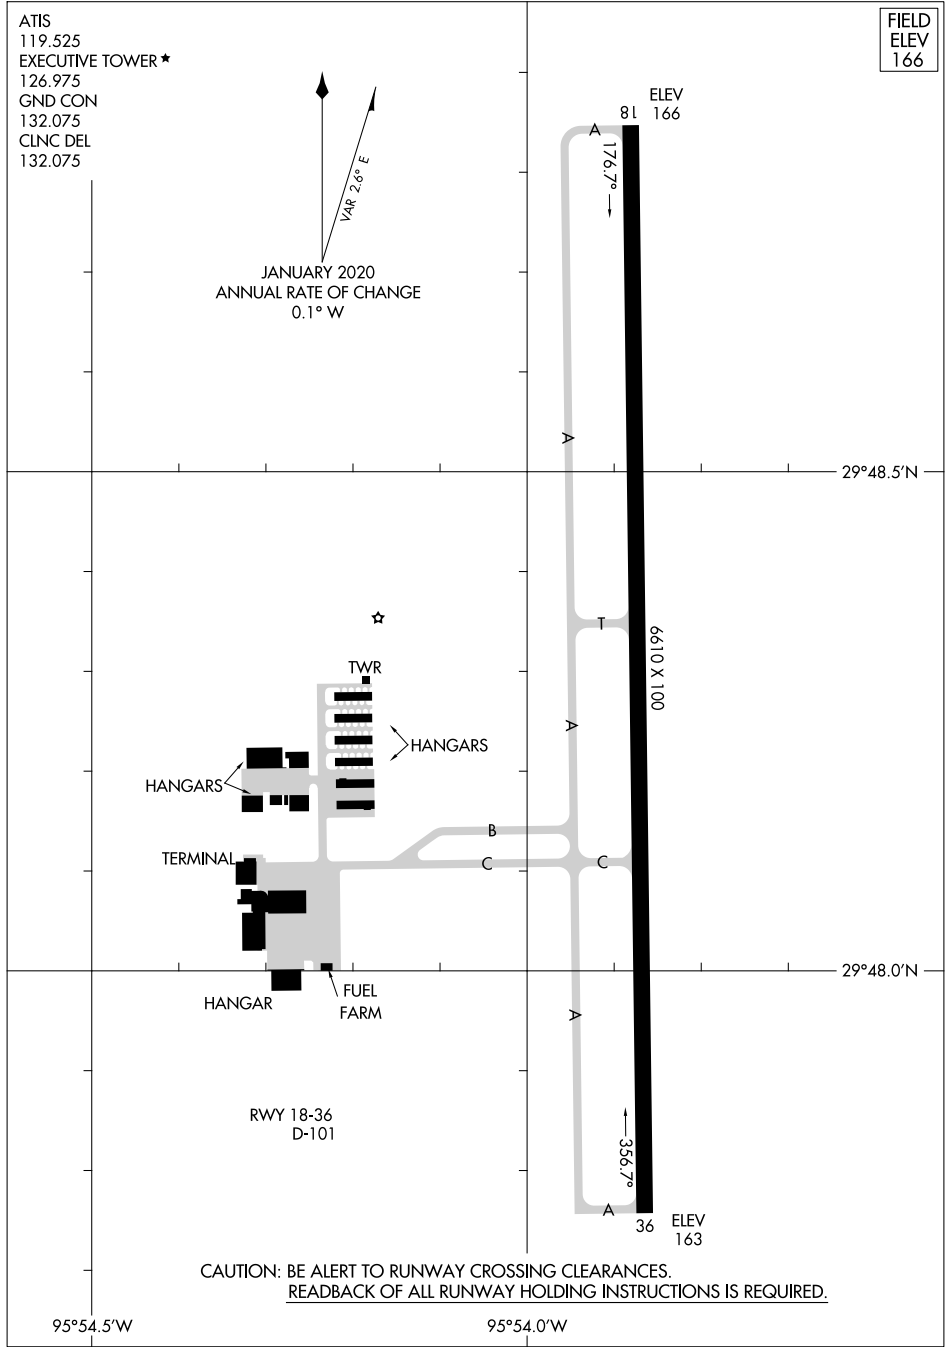 ATIS
119.525
EXECUTIVE TOWER ★
126.975
GND CON
132.075
CLNC DEL
132.075
FIELD
ELEV
166
VAR 2.6° E
JANUARY 2020
ANNUAL RATE OF CHANGE
0.1° W
18
ELEV
166
A
176.7°
A
29°48.5'N
T
6610 X 100
TWR
A
HANGARS
HANGARS
B
TERMINAL
C
C
29°48.0'N
HANGAR
FUEL
FARM
A
RWY 18-36
D-101
356.7°
A
36
ELEV
163
CAUTION: BE ALERT TO RUNWAY CROSSING CLEARANCES.
READBACK OF ALL RUNWAY HOLDING INSTRUCTIONS IS REQUIRED.
95°54.5'W
95°54.0'W